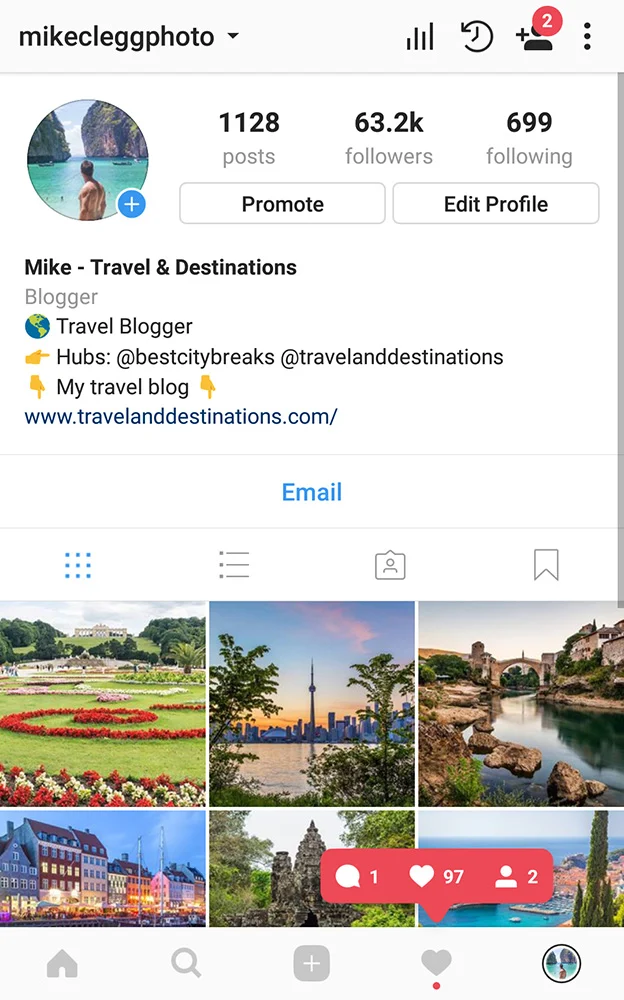 mikecleggphoto
2
1128 63.2k 699
posts followers following
Promote Edit Profile
Mike - Travel & Destinations
Blogger
🌎 Travel Blogger
👉 Hubs: @bestcitybreaks @travelanddestinations
👇 My travel blog 👇
www.travelanddestinations.com/
Email
1 97 2